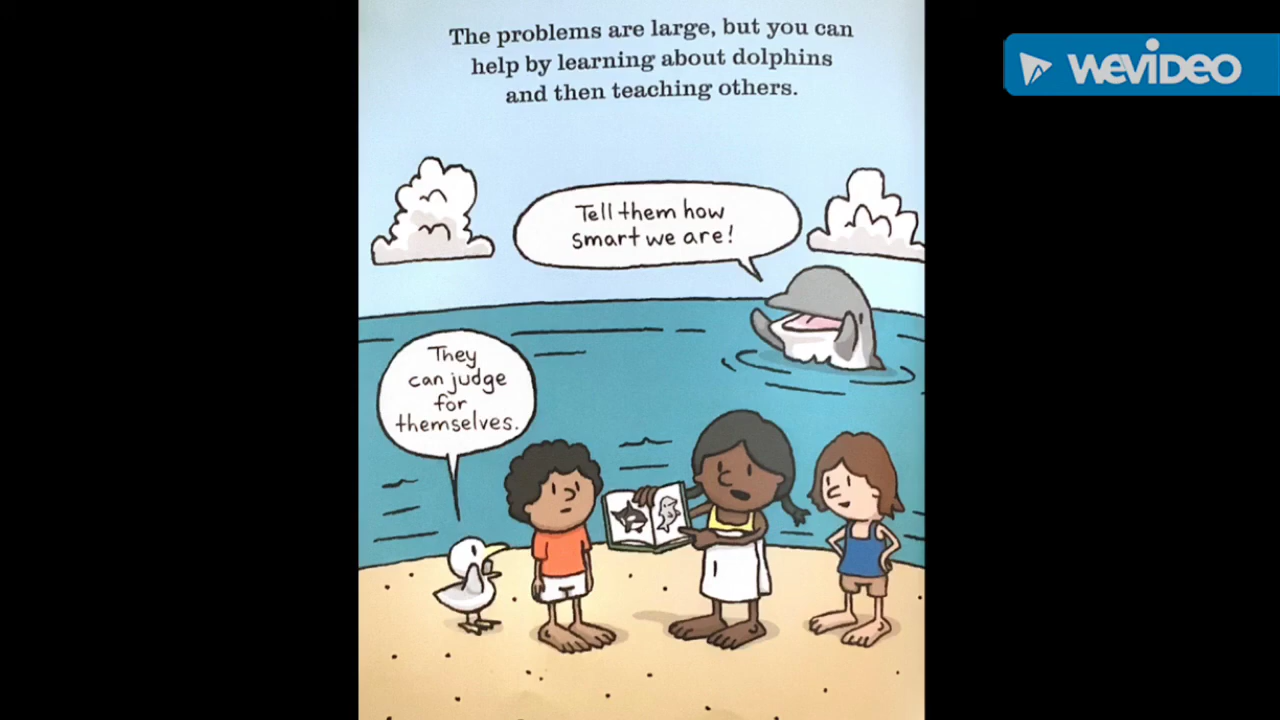 The problems are large, but you can
help by learning about dolphins
and then teaching others.
WEVIDEO
Tell them how
smart we are!
They
can judge
for
themselves.